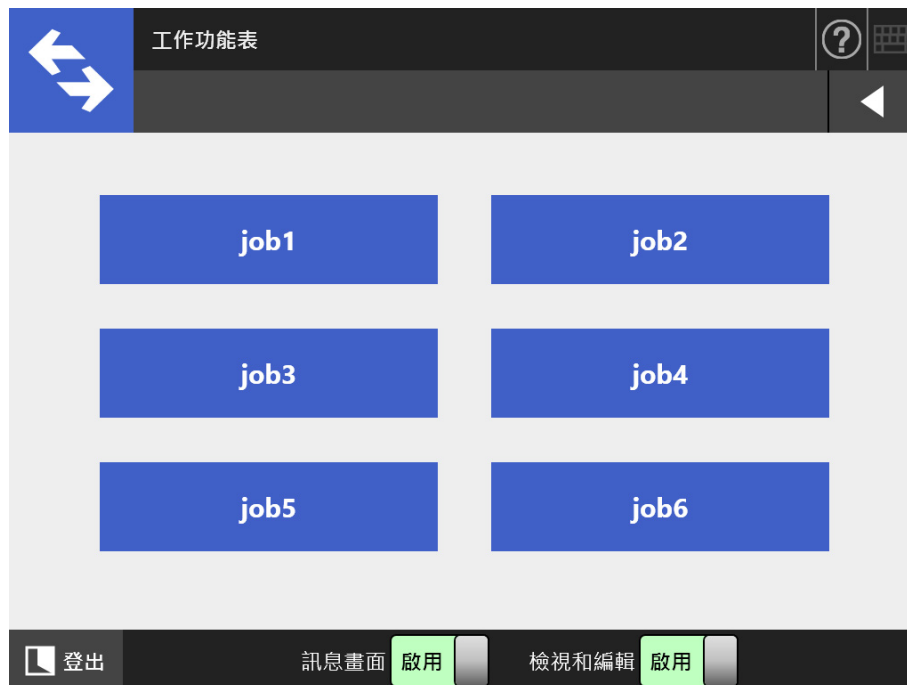 工作功能表
job1
job2
job3
job4
job5
job6
登出
訊息畫面 啟用
檢視和編輯 啟用